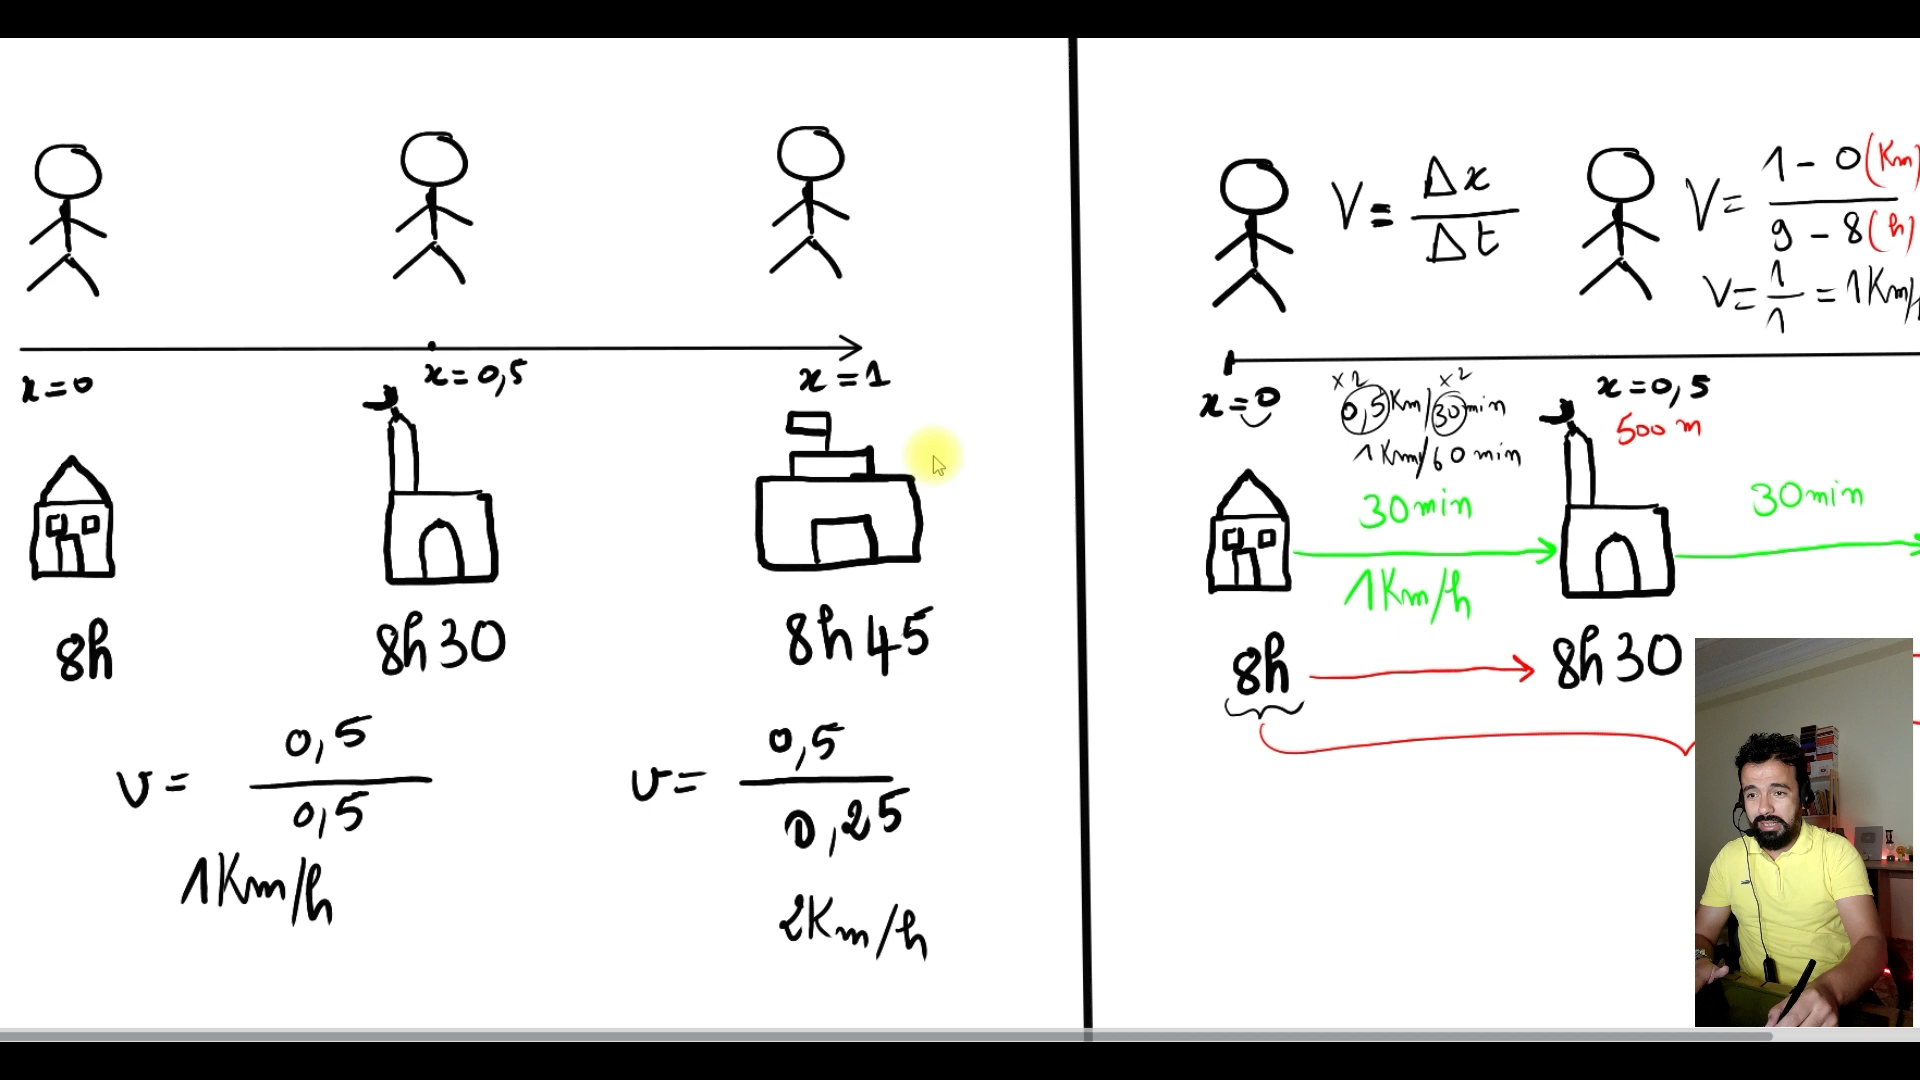 x=0
x=0,5
x=1
8h
8h30
8h45
v= 0,5
0,5
1Km/h
v= 0,5
0,25
2Km/h
V= Δx
Δt
V= 1-0(Km)
9-8(h)
V= 1
1
=1Km/h
x=0
x2
x2
0,5Km/30min
1Km/60min
x=0,5
500m
30min
1Km/h
30min
8h
8h30